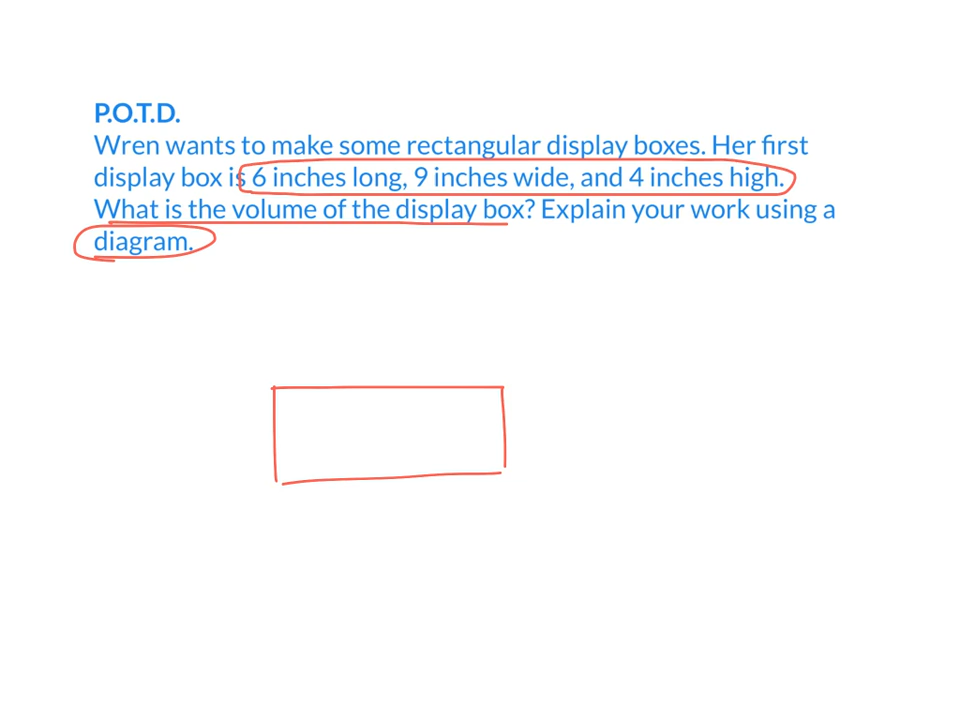 P.O.T.D.
Wren wants to make some rectangular display boxes. Her first
display box is 6 inches long, 9 inches wide, and 4 inches high.
What is the volume of the display box? Explain your work using a
diagram.